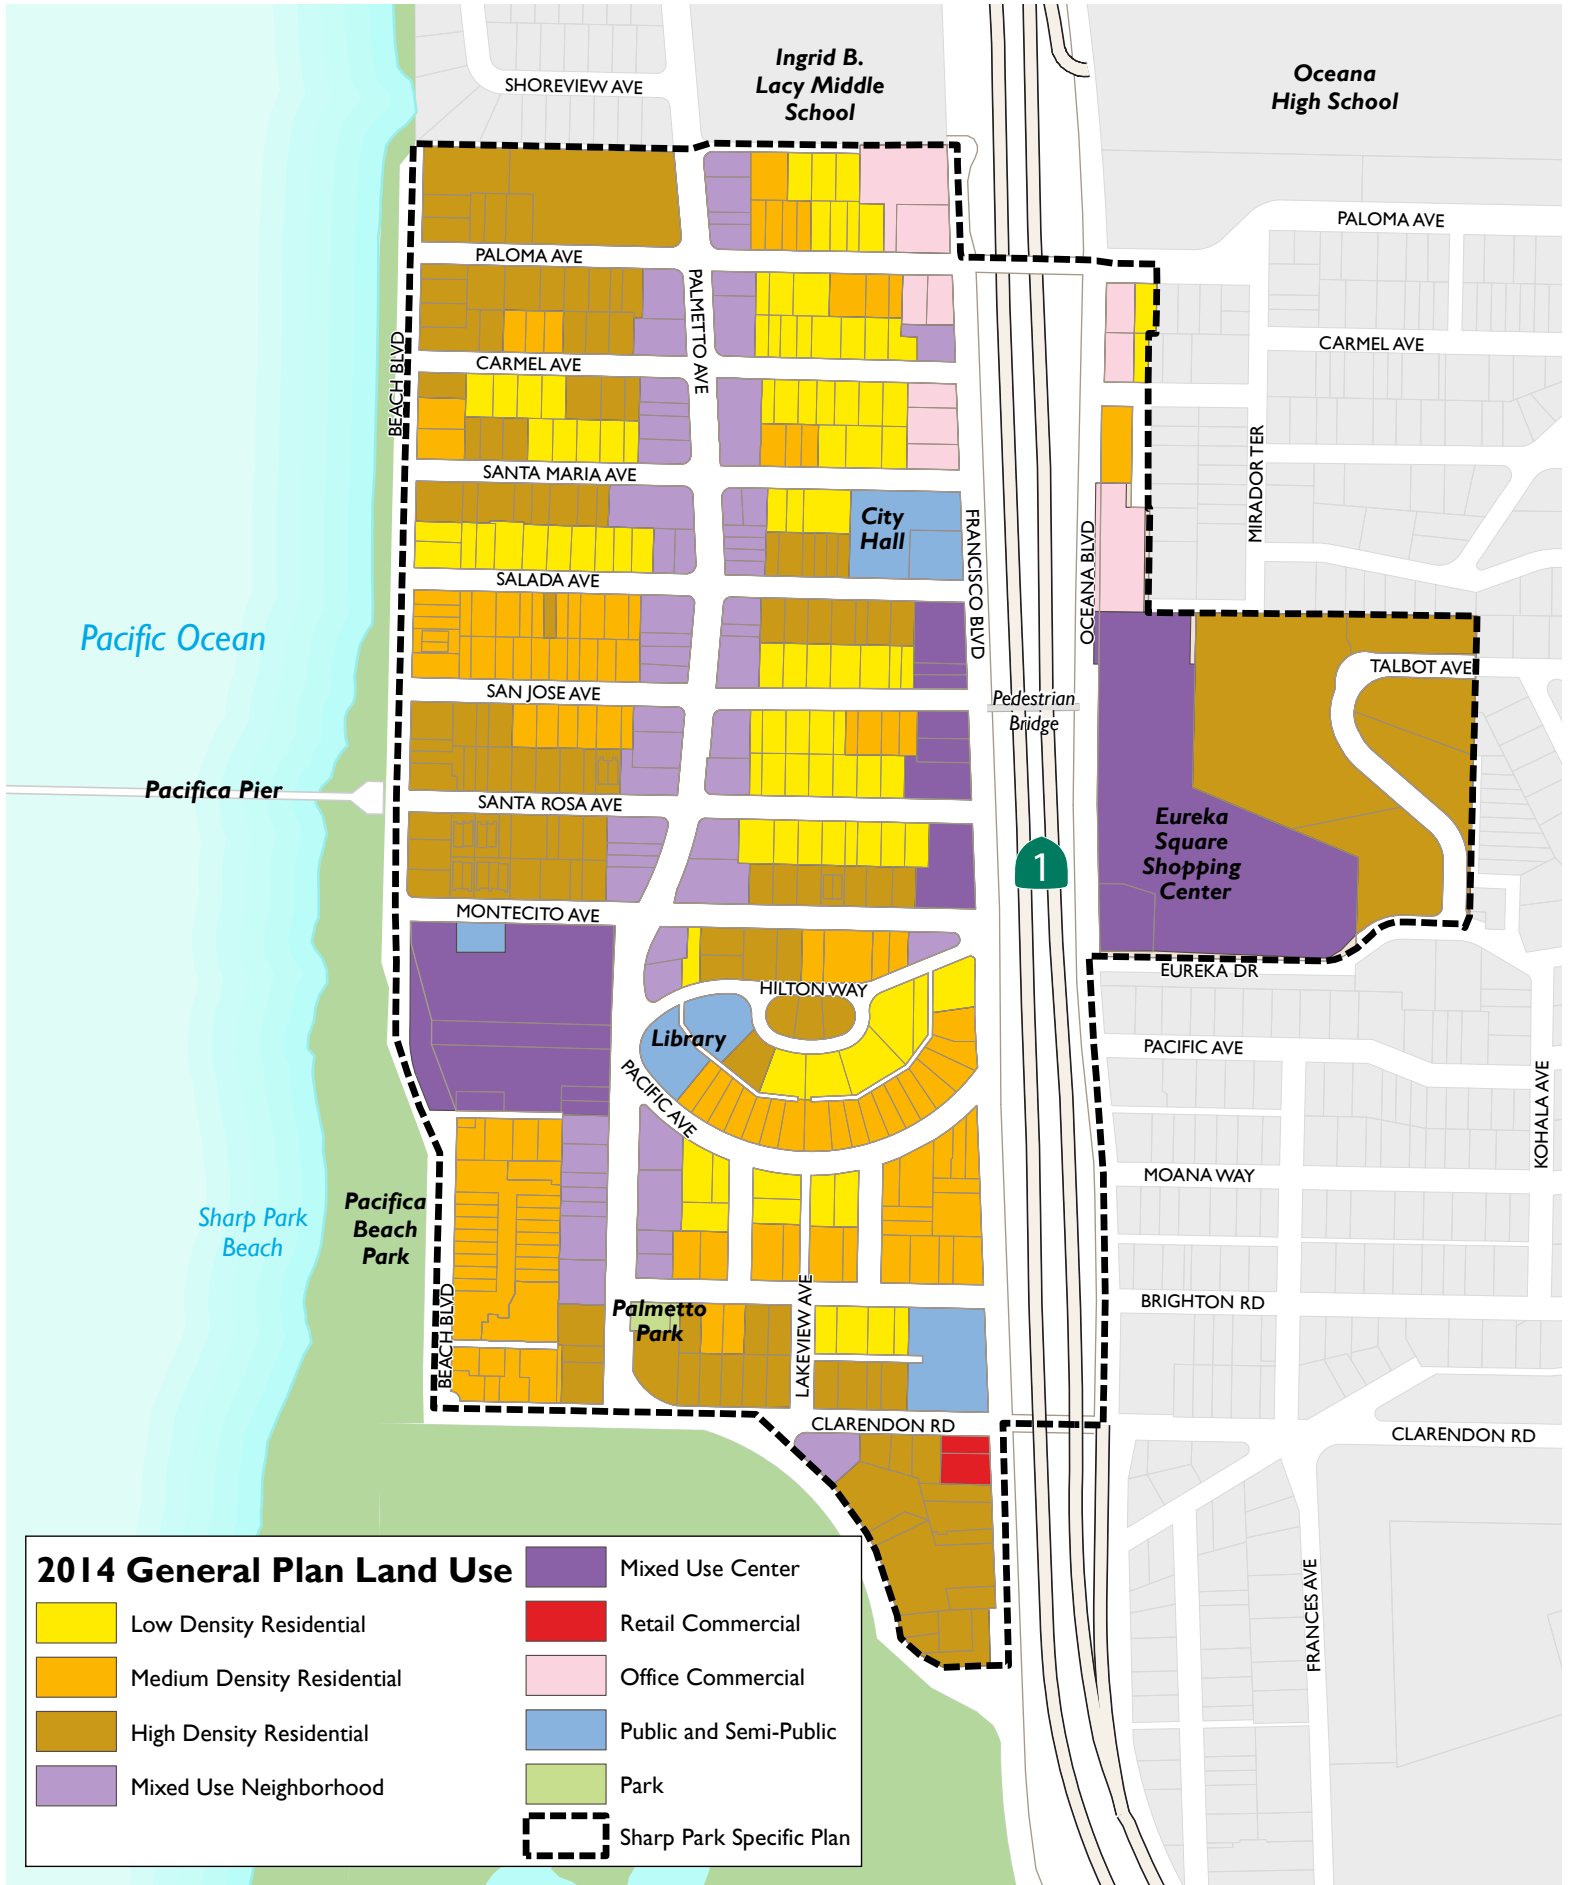 SHOREVIEW AVE
Ingrid B.
Lacy Middle
School
Oceana
High School
PALOMA AVE
PALOMA AVE
PALMETTO AVE
BEACH BLVD
CARMEL AVE
CARMEL AVE
SANTA MARIA AVE
MIRADOR TER
City
Hall
FRANCISCO BLVD
OCEANA BLVD
SALADA AVE
Pacific Ocean
TALBOT AVE
SAN JOSE AVE
Pedestrian
Bridge
Pacifica Pier
SANTA ROSA AVE
Eureka
Square
Shopping
Center
1
MONTECITO AVE
EUREKA DR
HILTON WAY
Library
PACIFIC AVE
PACIFIC AVE
KOHALA AVE
MOANA WAY
Pacifica
Beach
Park
Sharp Park
Beach
BEACH BLVD
Palmetto
Park
LAKEVIEW AVE
BRIGHTON RD
CLARENDON RD
CLARENDON RD
FRANCES AVE
2014 General Plan Land Use
Low Density Residential
Medium Density Residential
High Density Residential
Mixed Use Neighborhood
Mixed Use Center
Retail Commercial
Office Commercial
Public and Semi-Public
Park
Sharp Park Specific Plan